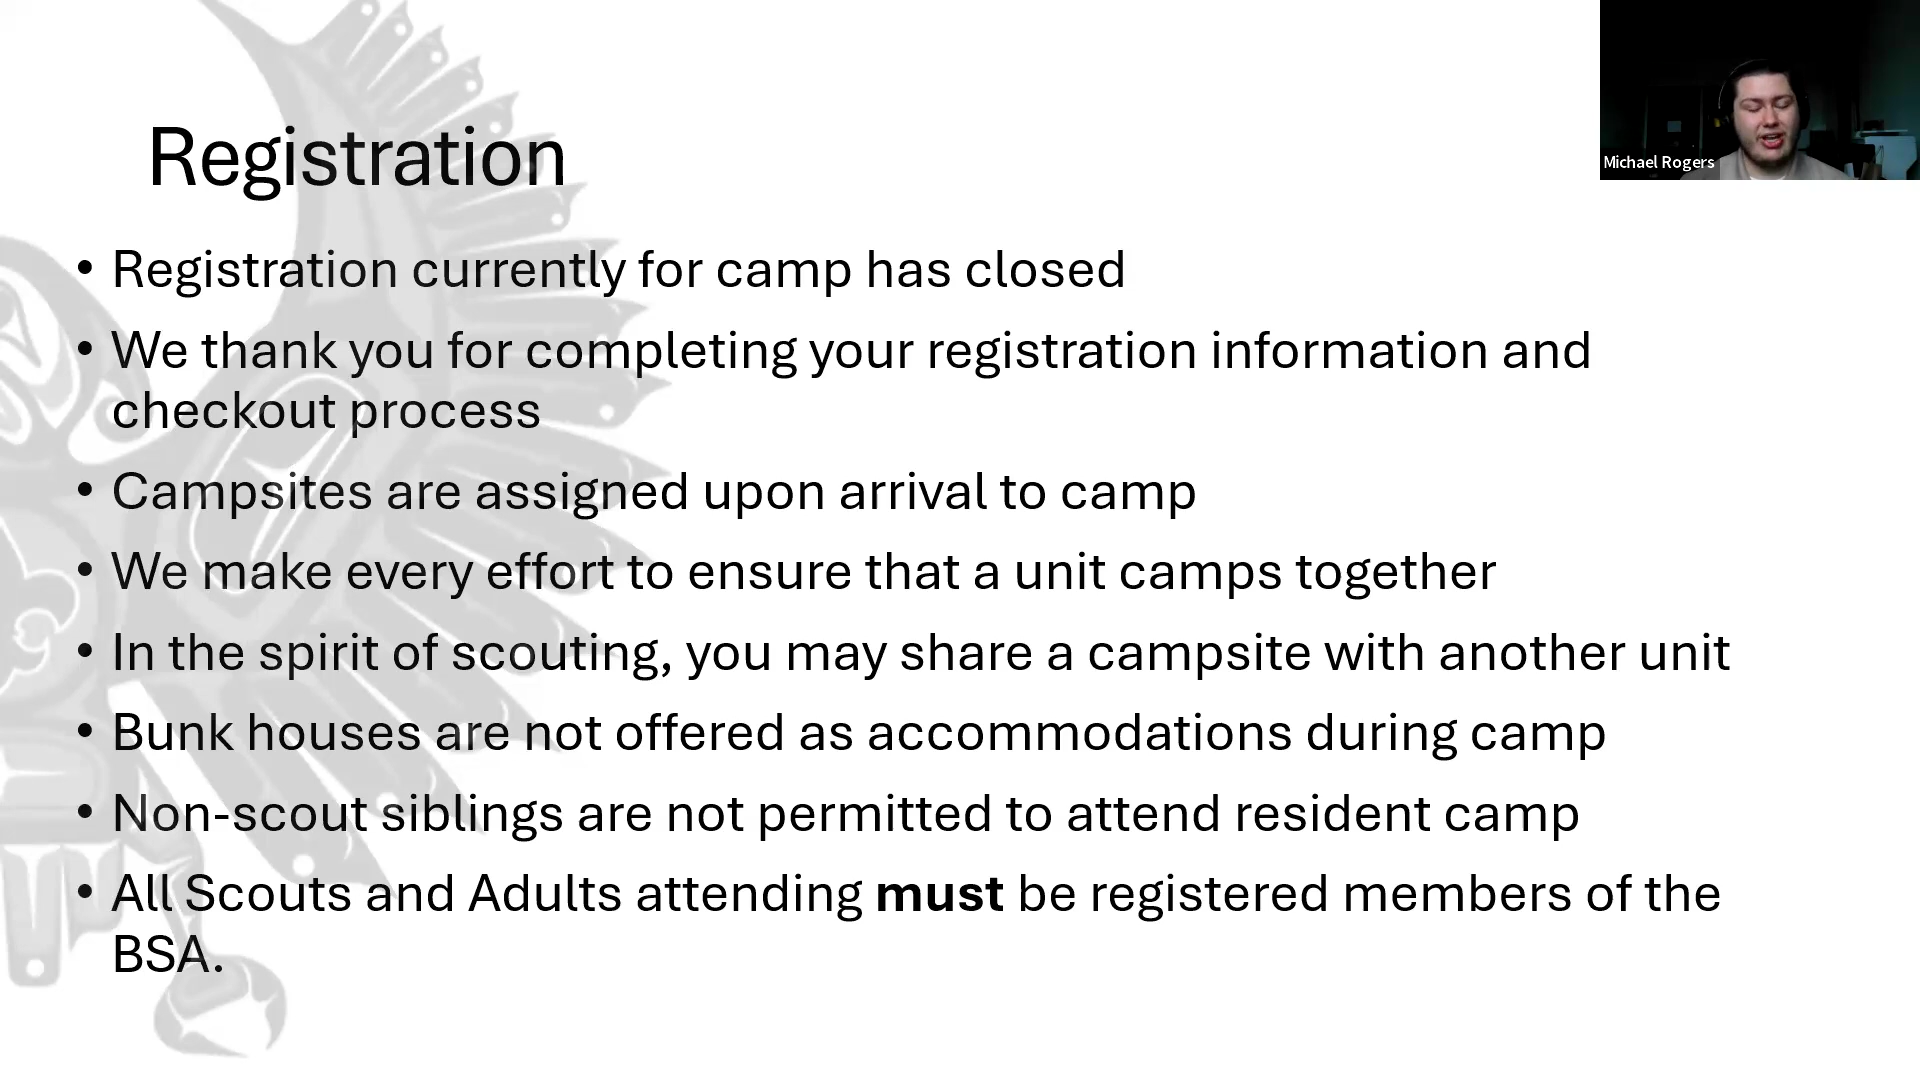 Michael Rogers
Registration
• Registration currently for camp has closed
• We thank you for completing your registration information and
checkout process
• Campsites are assigned upon arrival to camp
• We make every effort to ensure that a unit camps together
• In the spirit of scouting, you may share a campsite with another unit
• Bunk houses are not offered as accommodations during camp
• Non-scout siblings are not permitted to attend resident camp
• All Scouts and Adults attending must be registered members of the
BSA.